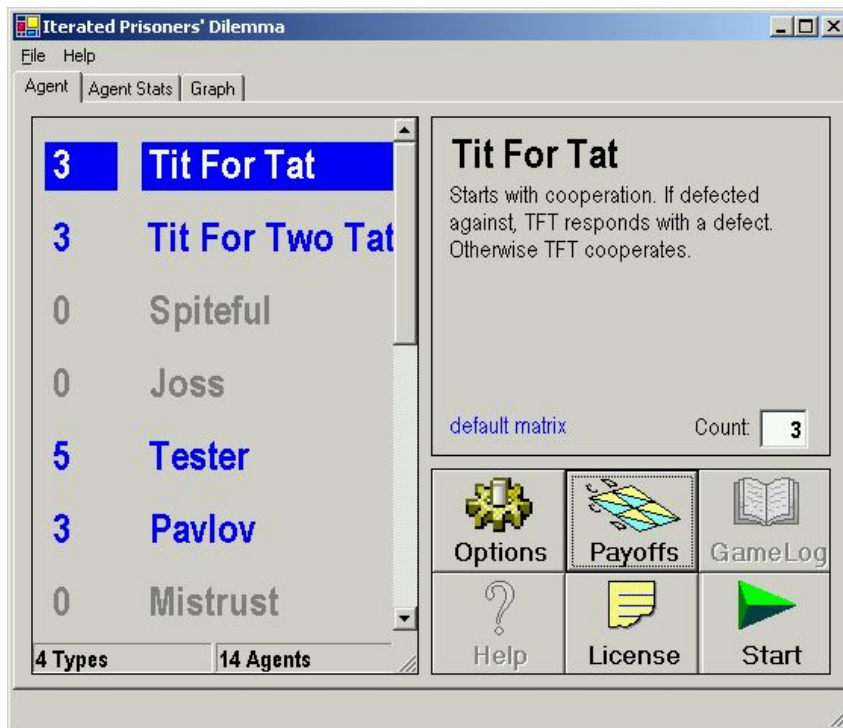 Iterated Prisoners' Dilemma
File Help
Agent Agent Stats Graph
3 Tit For Tat
3 Tit For Two Tat
0 Spiteful
0 Joss
5 Tester
3 Pavlov
0 Mistrust
4 Types 14 Agents
Tit For Tat
Starts with cooperation. If defected
against, TFT responds with a defect.
Otherwise TFT cooperates.
default matrix Count: 3
Options Payoffs GameLog
Help License Start